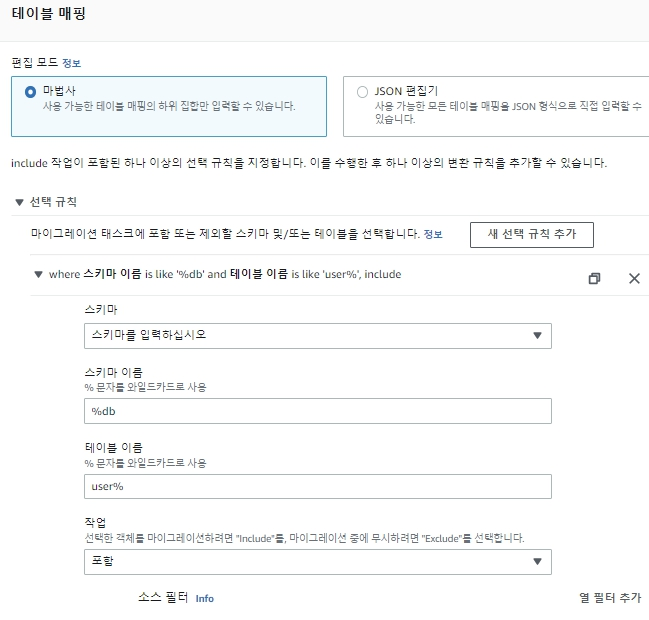 테이블 매핑
편집 모드 정보
마법사
사용 가능한 테이블 매핑의 하위 집합만 입력할 수 있습니다.
JSON 편집기
사용 가능한 모든 테이블 매핑을 JSON 형식으로 직접 입력할 수
있습니다.
include 작업이 포함된 하나 이상의 선택 규칙을 지정합니다. 이를 수행한 후 하나 이상의 변환 규칙을 추가할 수 있습니다.
▼ 선택 규칙
마이그레이션 태스크에 포함 또는 제외할 스키마 및/또는 테이블을 선택합니다. 정보
새 선택 규칙 추가
▼ where 스키마 이름 is like '%db' and 테이블 이름 is like 'user%', include
스키마
스키마를 입력하십시오
스키마 이름
% 문자를 와일드카드로 사용
%db
테이블 이름
% 문자를 와일드카드로 사용
user%
작업
선택한 객체를 마이그레이션하려면 "Include"를, 마이그레이션 중에 무시하려면 "Exclude"를 선택합니다.
포함
소스 필터 Info
열 필터 추가